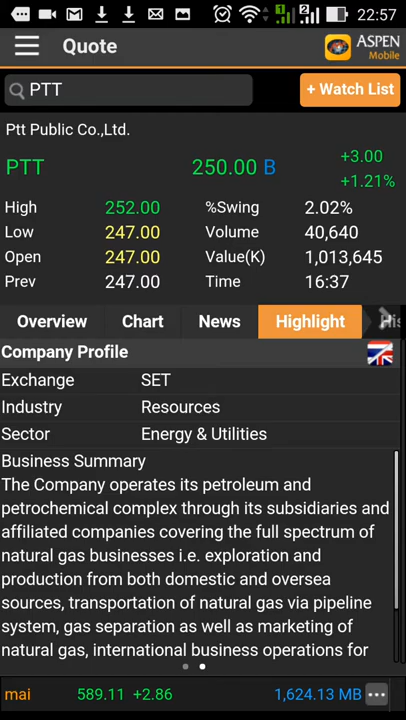 22:57
Quote
ASPEN
Mobile
PTT
+ Watch List
Ptt Public Co.,Ltd.
PTT 250.00 B +3.00
+1.21%
High 252.00 %Swing 2.02%
Low 247.00 Volume 40,640
Open 247.00 Value(K) 1,013,645
Prev 247.00 Time 16:37
Overview Chart News Highlight His
Company Profile
Exchange SET
Industry Resources
Sector Energy & Utilities
Business Summary
The Company operates its petroleum and
petrochemical complex through its subsidiaries and
affiliated companies covering the full spectrum of
natural gas businesses i.e. exploration and
production from both domestic and oversea
sources, transportation of natural gas via pipeline
system, gas separation as well as marketing of
natural gas, international business operations for
mai 589.11 +2.86 1,624.13 MB